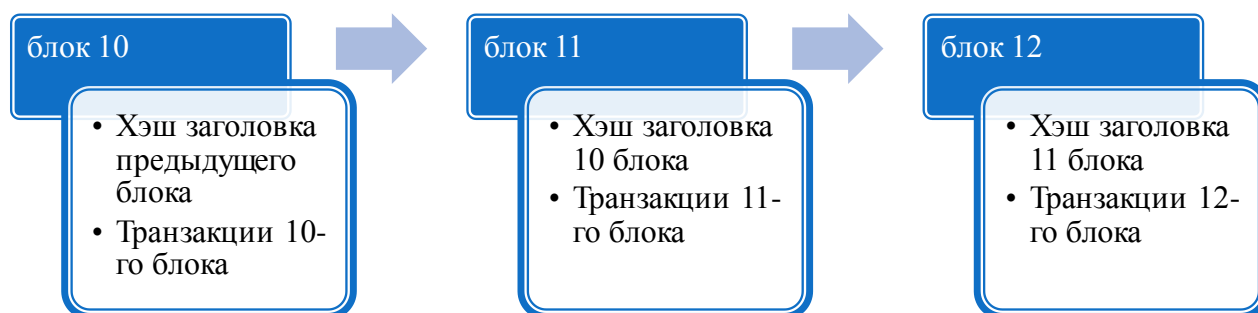 блок 10
• Хэш заголовка
предыдущего
блока
• Транзакции 10-
го блока
блок 11
• Хэш заголовка
10 блока
• Транзакции 11-
го блока
блок 12
• Хэш заголовка
11 блока
• Транзакции 12-
го блока